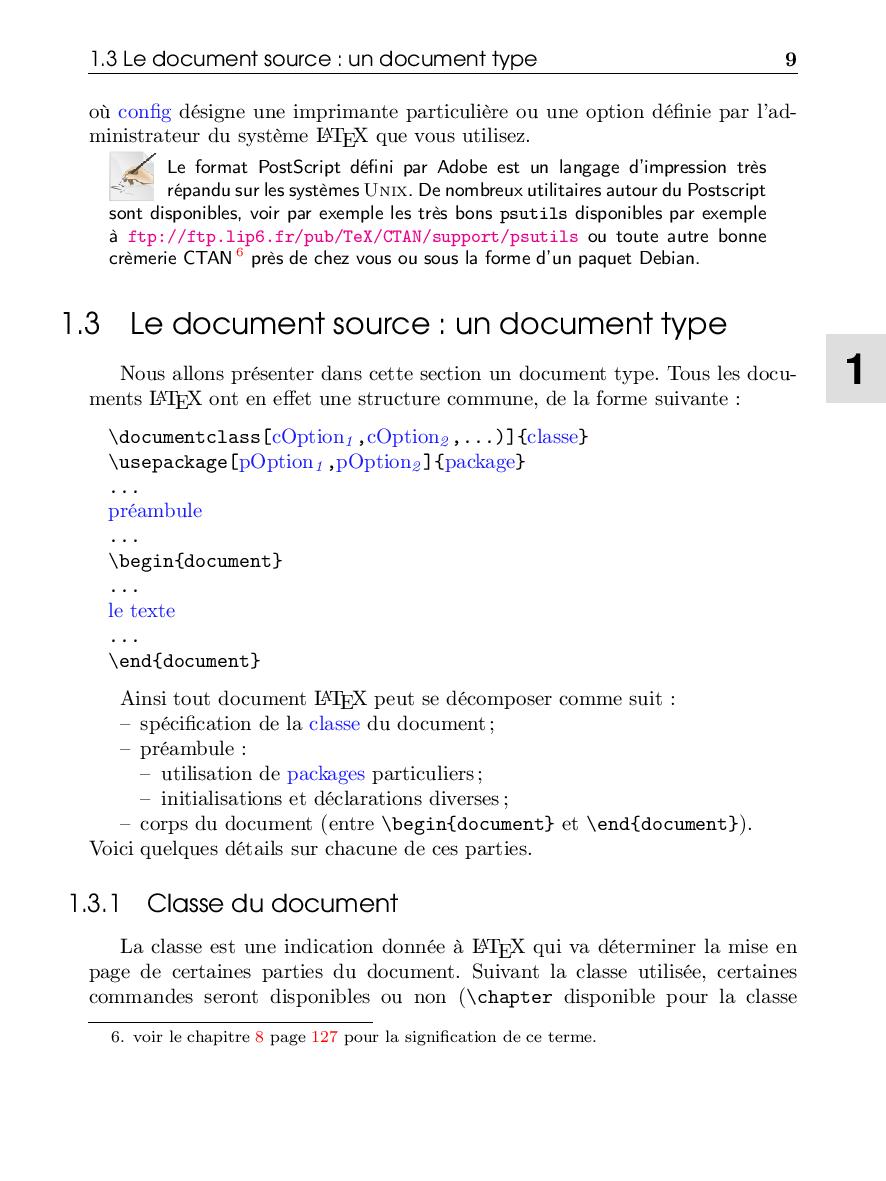 1.3 Le document source : un document type 9
où config désigne une imprimante particulière ou une option définie par l'ad-
ministrateur du système LATEX que vous utilisez.
Le format PostScript défini par Adobe est un langage d'impression très
répandu sur les systèmes UNIX. De nombreux utilitaires autour du Postscript
sont disponibles, voir par exemple les très bons psutils disponibles par exemple
à ftp://ftp.lip6.fr/pub/TeX/CTAN/support/psutils ou toute autre bonne
crèmerie CTAN 6 près de chez vous ou sous la forme d'un paquet Debian.
1.3 Le document source : un document type
1
Nous allons présenter dans cette section un document type. Tous les docu-
ments LATEX ont en effet une structure commune, de la forme suivante :
\documentclass[cOption1,cOption2,...)]{classe}
\usepackage[pOption1,pOption2]{package}
...
préambule
...
\begin{document}
...
le texte
...
\end{document}
Ainsi tout document LATEX peut se décomposer comme suit :
– spécification de la classe du document ;
– préambule :
– utilisation de packages particuliers ;
– initialisations et déclarations diverses ;
– corps du document (entre \begin{document} et \end{document}).
Voici quelques détails sur chacune de ces parties.
1.3.1 Classe du document
La classe est une indication donnée à LATEX qui va déterminer la mise en
page de certaines parties du document. Suivant la classe utilisée, certaines
commandes seront disponibles ou non (\chapter disponible pour la classe
6. voir le chapitre 8 page 127 pour la signification de ce terme.